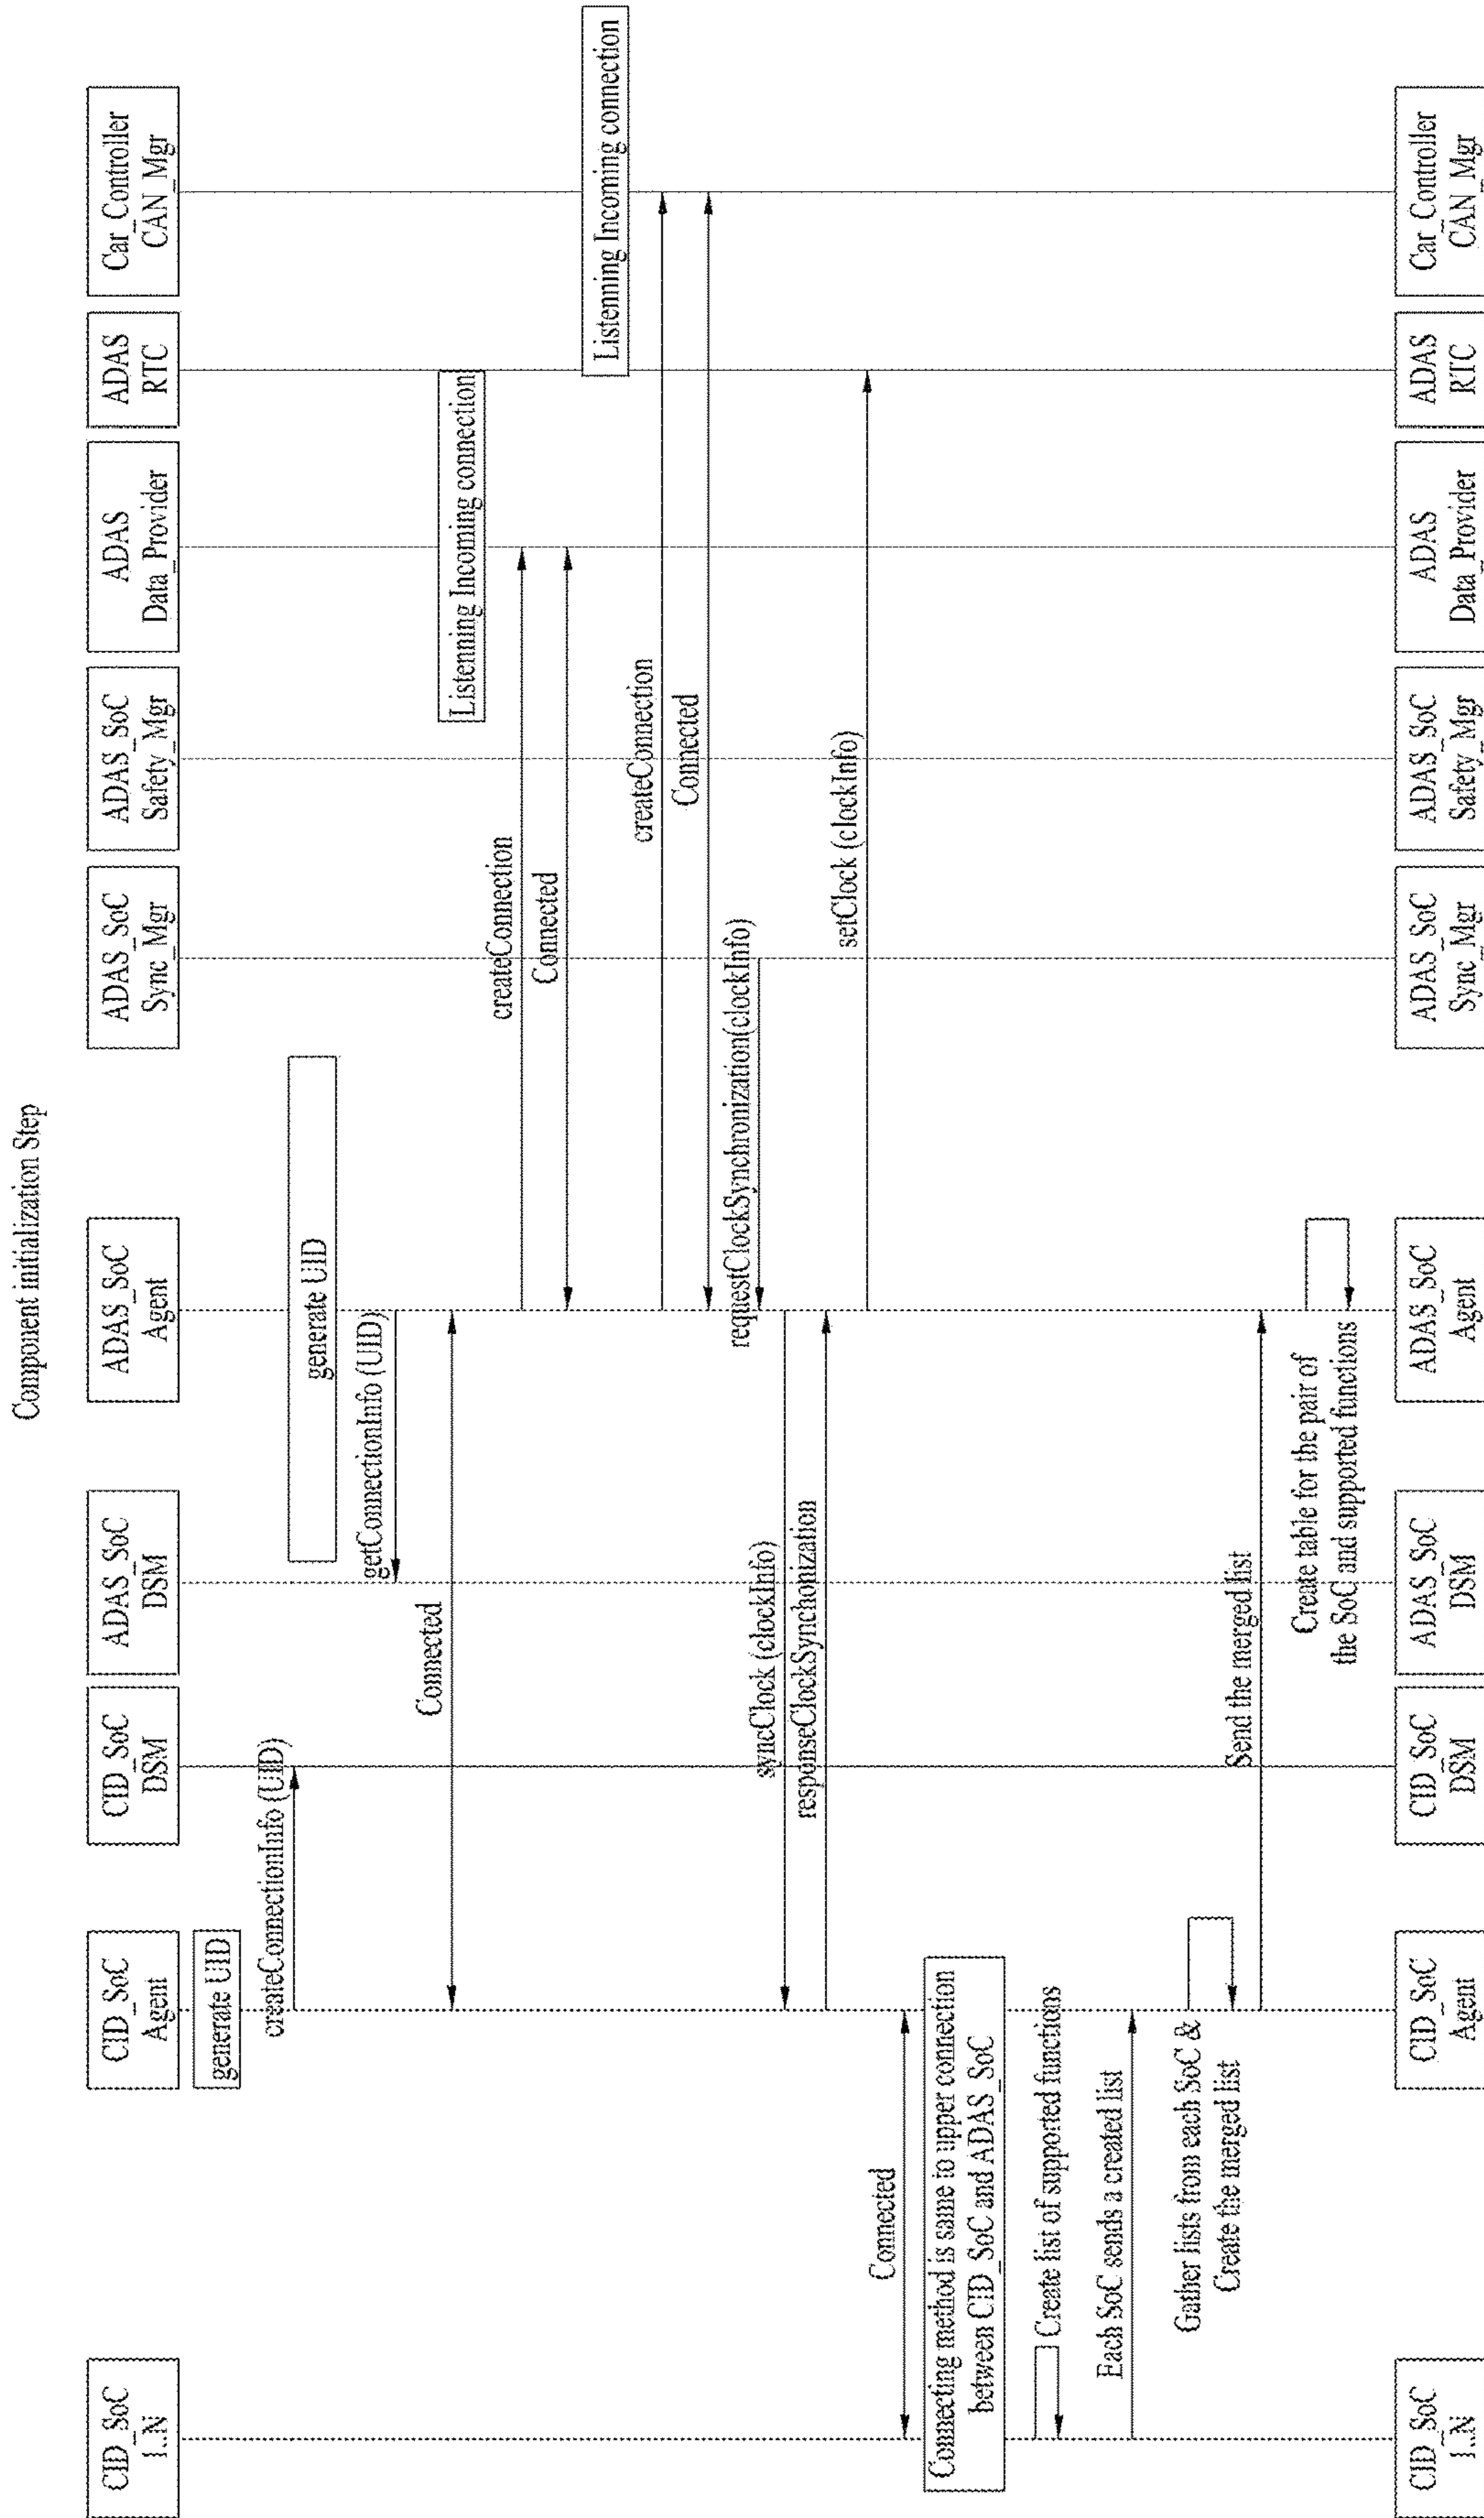 Component initialization Step
CID_SoC
1..N
CID_SoC
Agent
CID_SoC
DSM
ADAS_SoC
DSM
ADAS_SoC
Agent
ADAS_SoC
Sync_Mgr
ADAS_SoC
Safety_Mgr
ADAS
Data_Provider
ADAS
RTC
Car_Controller
CAN_Mgr
generate UID
createConnectionInfo (UID)
generate UID
getConnectionInfo (UID)
Connected
Listenning Incoming connection
createConnection
Connected
Listenning Incoming connection
createConnection
Connected
requestClockSynchronization(clockInfo)
syncClock (clockInfo)
responseClockSynchonization
setClock (clockInfo)
Connected
Connecting method is same to upper connection
between CID_SoC and ADAS_SoC
Create list of supported functions
Each SoC sends a created list
Gather lists from each SoC &
Create the merged list
Send the merged list
Create table for the pair of
the SoC and supported functions
CID_SoC
1..N
CID_SoC
Agent
CID_SoC
DSM
ADAS_SoC
DSM
ADAS_SoC
Agent
ADAS_SoC
Sync_Mgr
ADAS_SoC
Safety_Mgr
ADAS
Data_Provider
ADAS
RTC
Car_Controller
CAN_Mgr